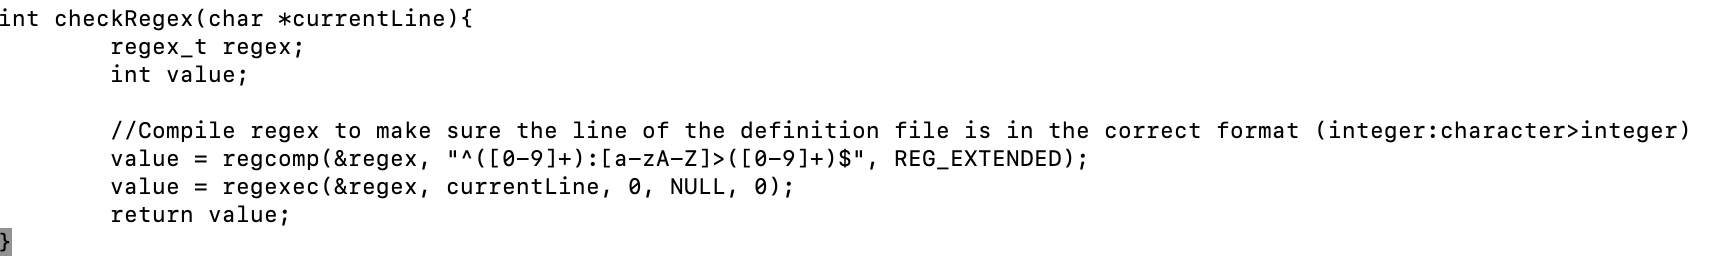 int checkRegex(char *currentLine){
        regex_t regex;
        int value;

        //Compile regex to make sure the line of the definition file is in the correct format (integer:character>integer)
        value = regcomp(&regex, "^([0-9]+):[a-zA-Z]>([0-9]+)$", REG_EXTENDED);
        value = regexec(&regex, currentLine, 0, NULL, 0);
        return value;
}